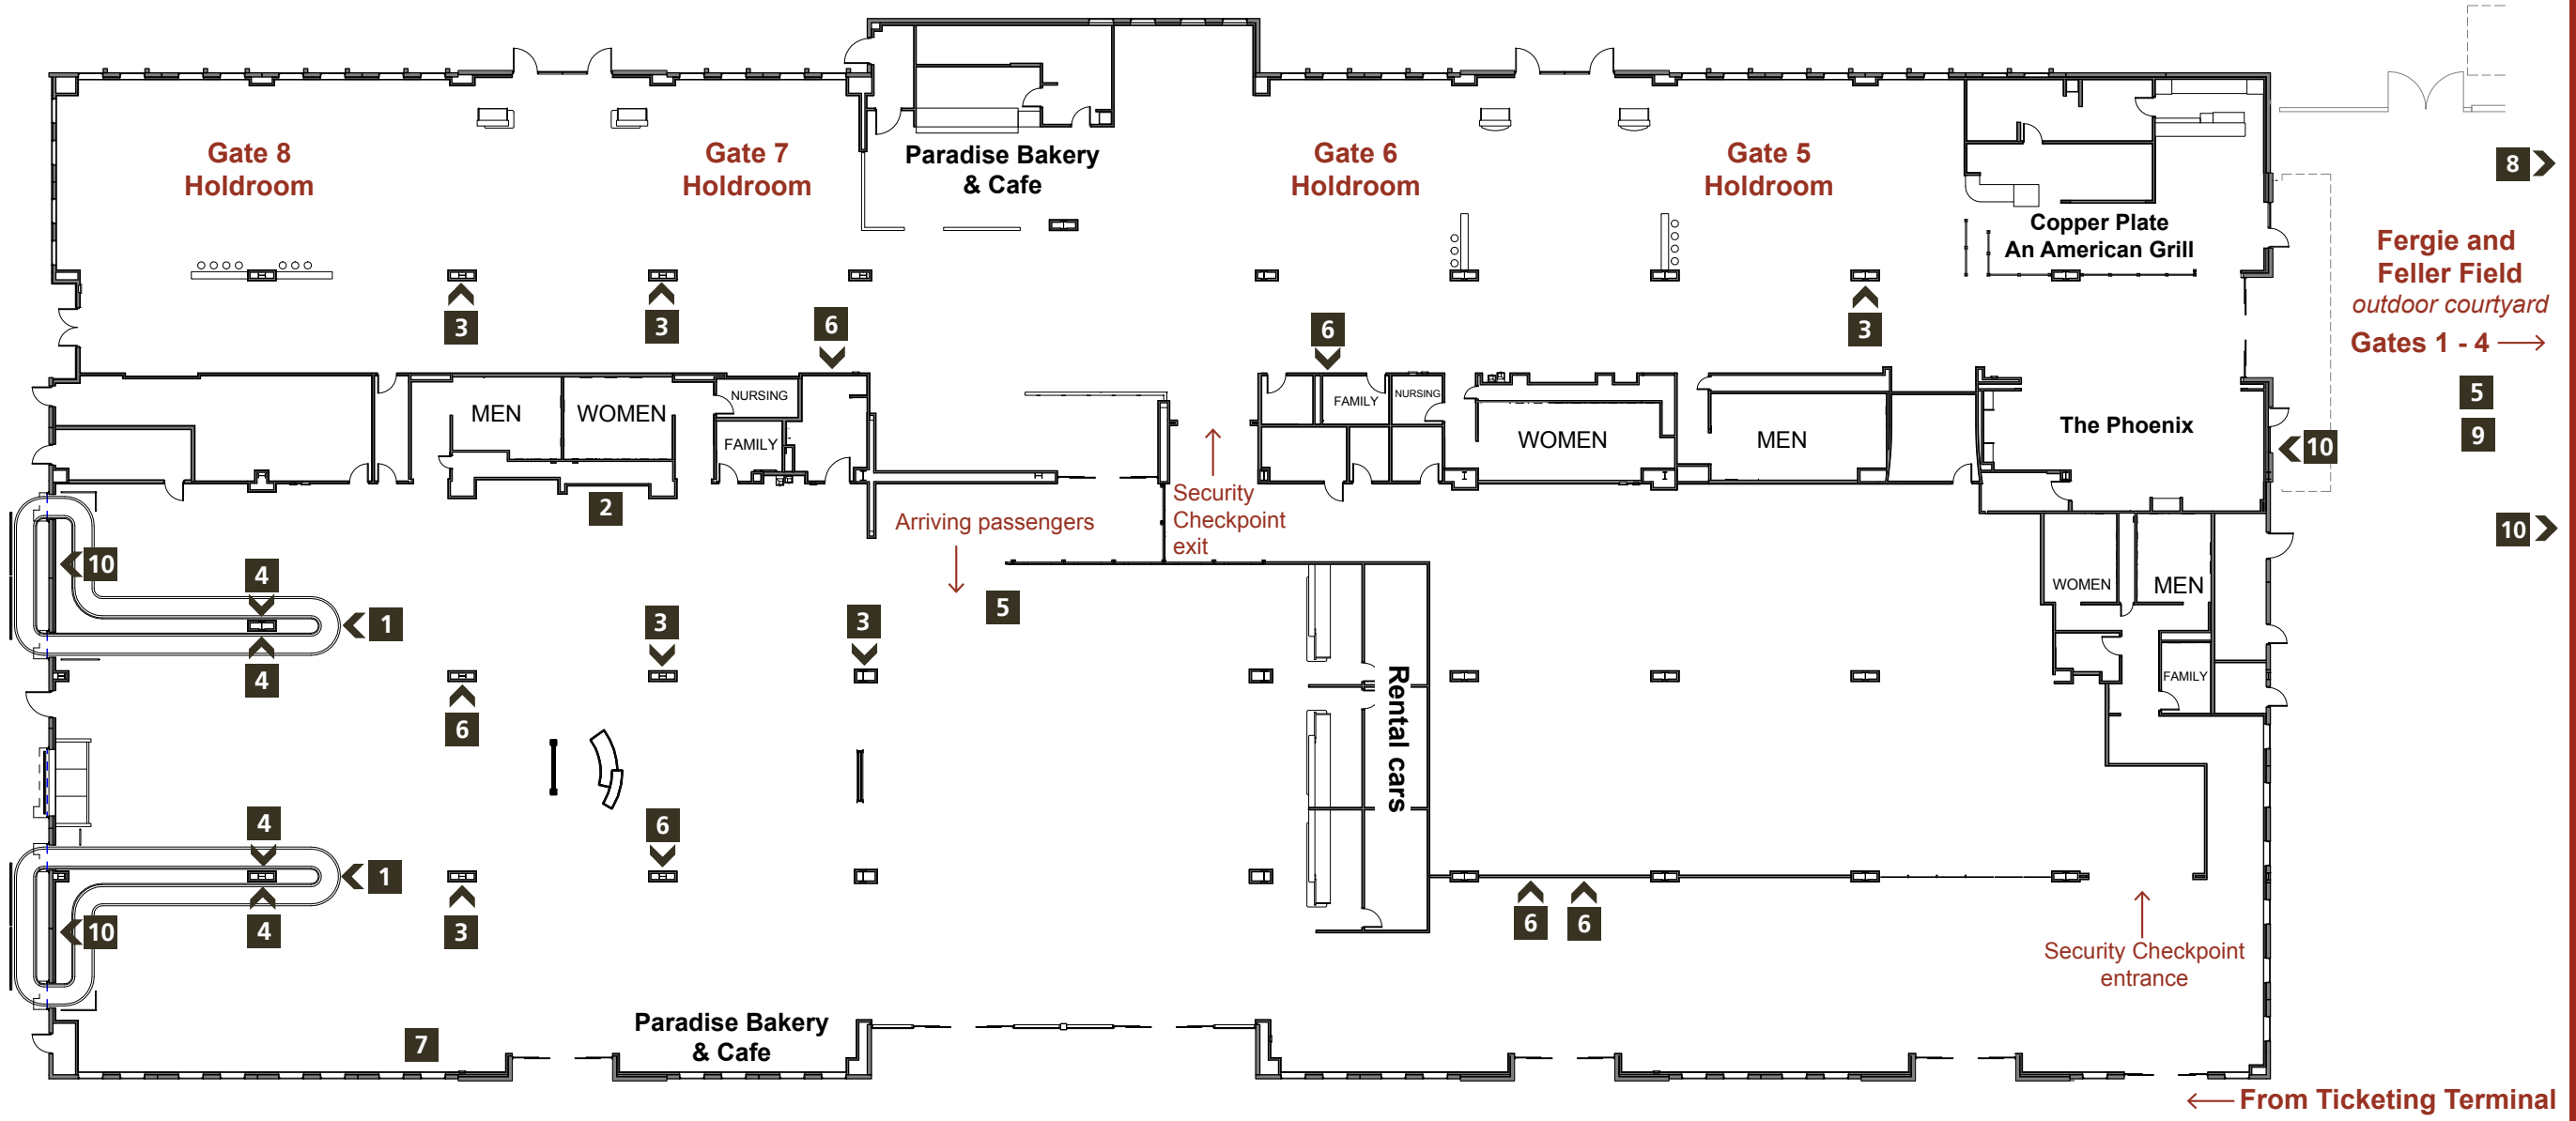 Gate 8
Holdroom
Gate 7
Holdroom
Paradise Bakery
& Cafe
Gate 6
Holdroom
Gate 5
Holdroom
8
Copper Plate
An American Grill
Fergie and
Feller Field
outdoor courtyard
Gates 1 - 4
3
3
6
6
3
5
9
MEN
WOMEN
NURSING
FAMILY
FAMILY
NURSING
WOMEN
MEN
The Phoenix
10
10
2
Arriving passengers
Security
Checkpoint
exit
10
4
1
4
3
3
5
6
WOMEN
MEN
FAMILY
Rental cars
4
1
4
10
6
3
6
6
Security Checkpoint
entrance
7
Paradise Bakery
& Cafe
From Ticketing Terminal